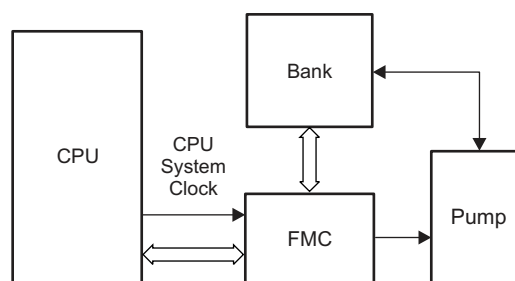 Bank
CPU
CPU
System
Clock
FMC
Pump